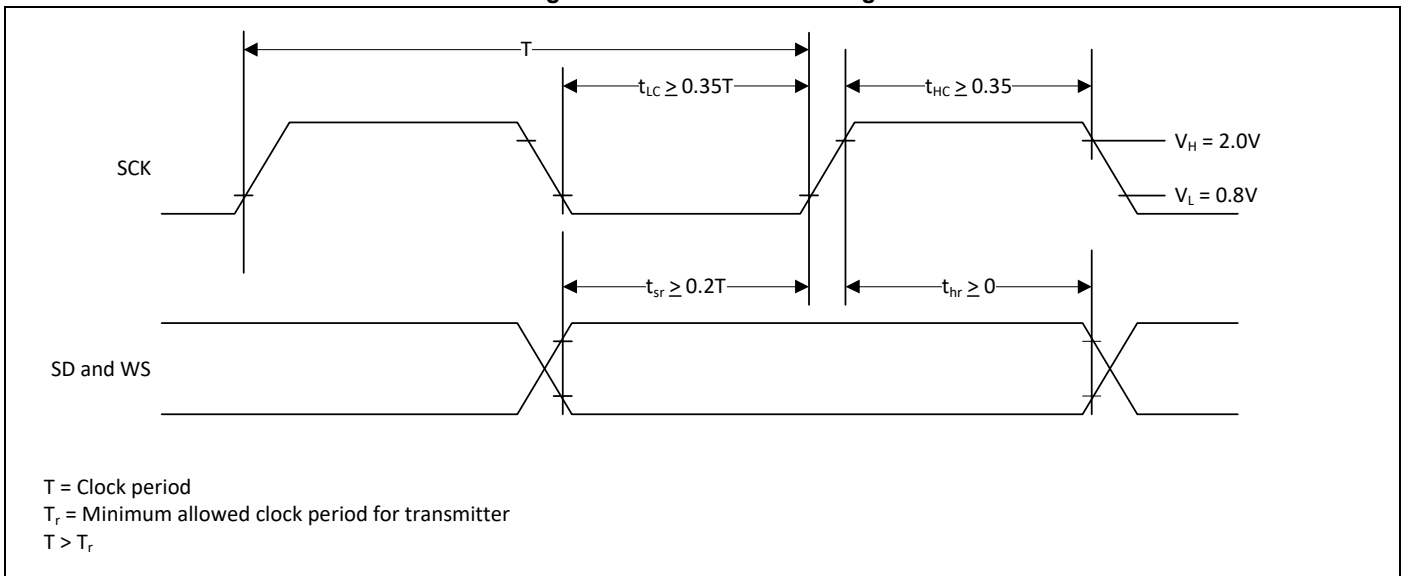 T
t_LC ≥ 0.35T
t_HC ≥ 0.35
SCK
V_H = 2.0V
V_L = 0.8V
t_sr ≥ 0.2T
t_hr ≥ 0
SD and WS
T = Clock period
T_r = Minimum allowed clock period for transmitter
T > T_r